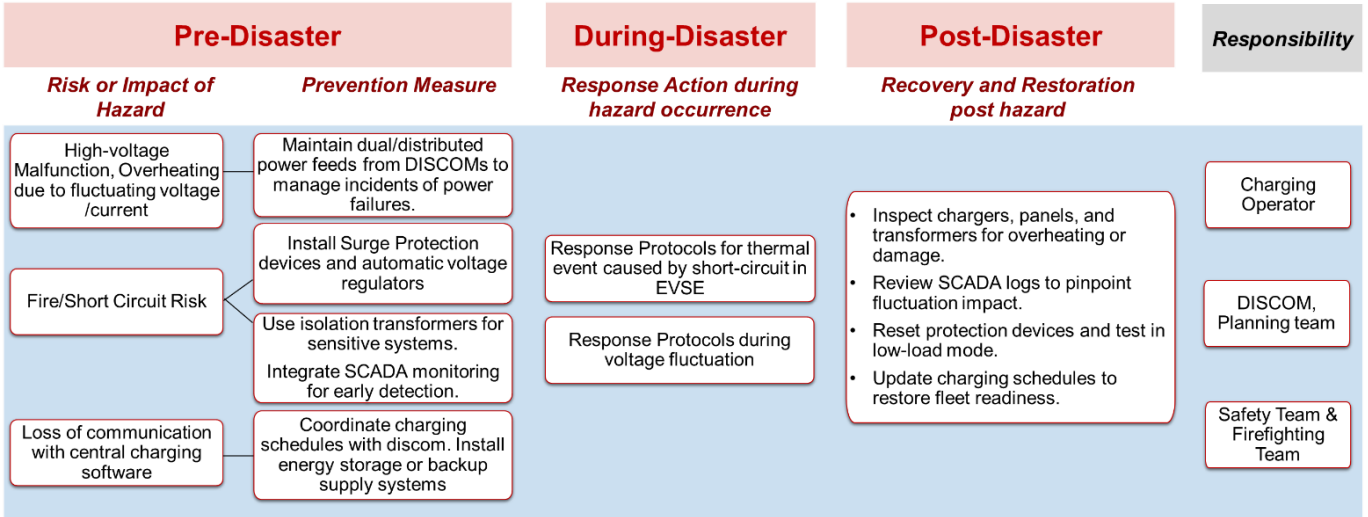 Pre-Disaster
During-Disaster
Post-Disaster
Responsibility
Risk or Impact of
Hazard
Prevention Measure
Response Action during
hazard occurrence
Recovery and Restoration
post hazard
High-voltage
Malfunction, Overheating
due to fluctuating voltage
/current
Maintain dual/distributed
power feeds from DISCOMs to
manage incidents of power
failures.
Fire/Short Circuit Risk
Install Surge Protection
devices and automatic voltage
regulators
Use isolation transformers for
sensitive systems.
Integrate SCADA monitoring
for early detection.
Loss of communication
with central charging
software
Coordinate charging
schedules with discom. Install
energy storage or backup
supply systems
Response Protocols for thermal
event caused by short-circuit in
EVSE
Response Protocols during
voltage fluctuation
• Inspect chargers, panels, and
transformers for overheating or
damage.
• Review SCADA logs to pinpoint
fluctuation impact.
• Reset protection devices and test in
low-load mode.
• Update charging schedules to
restore fleet readiness.
Charging
Operator
DISCOM,
Planning team
Safety Team &
Firefighting
Team